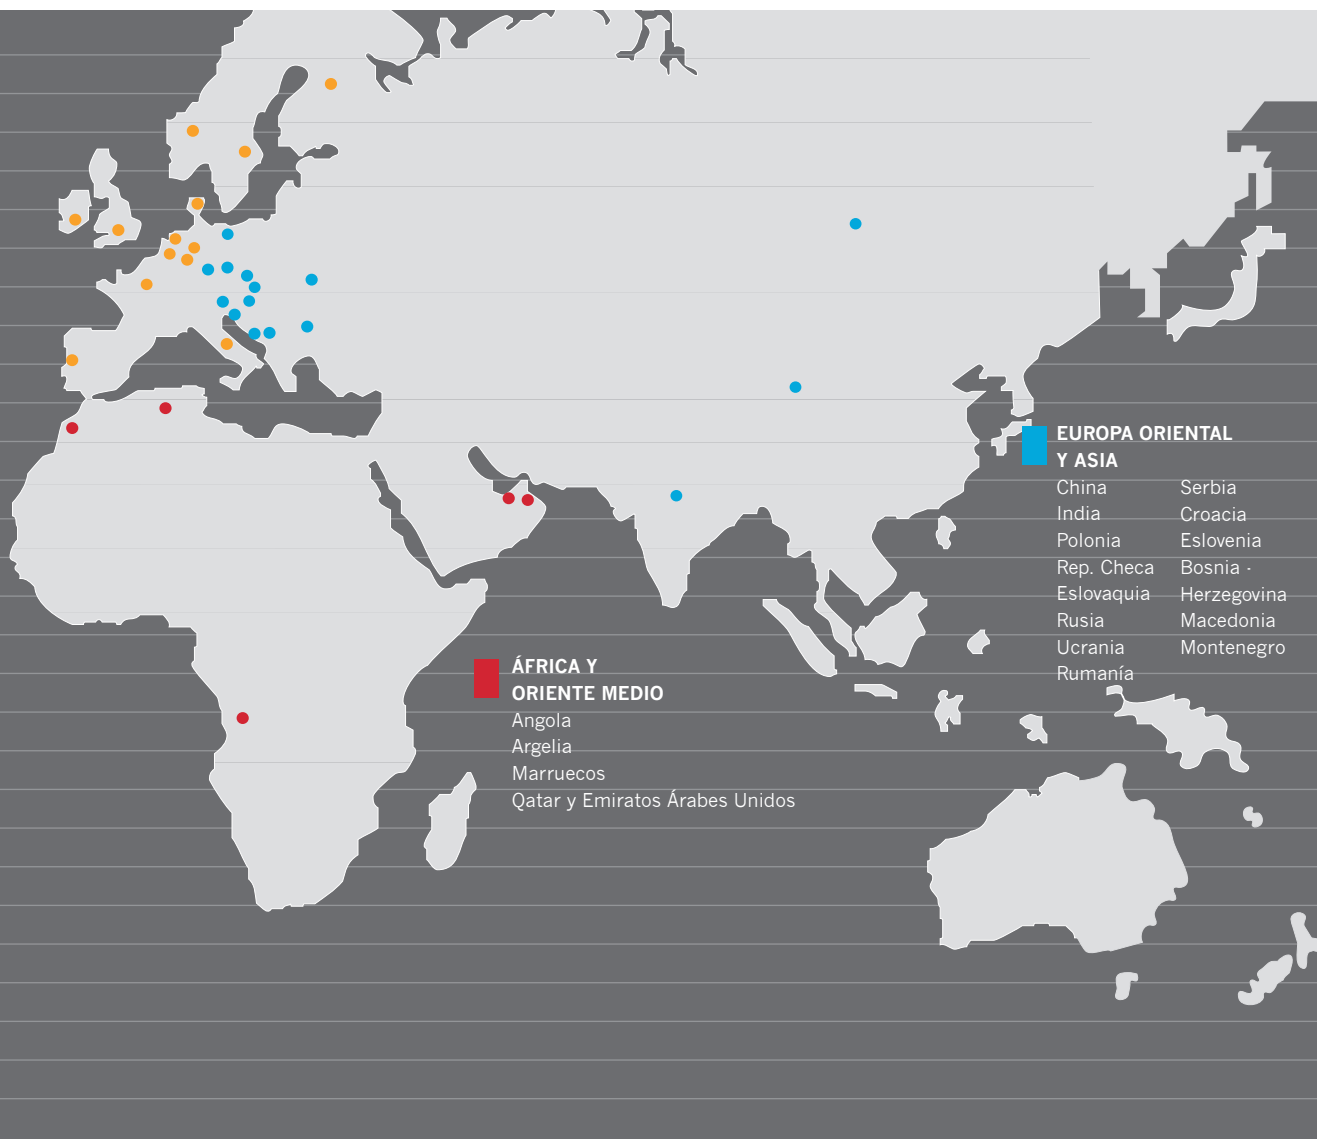 EUROPA ORIENTAL
Y ASIA
China
India
Polonia
Rep. Checa
Eslovaquia
Rusia
Ucrania
Rumanía
Serbia
Croacia
Eslovenia
Bosnia -
Herzegovina
Macedonia
Montenegro
ÁFRICA Y
ORIENTE MEDIO
Angola
Argelia
Marruecos
Qatar y Emiratos Árabes Unidos